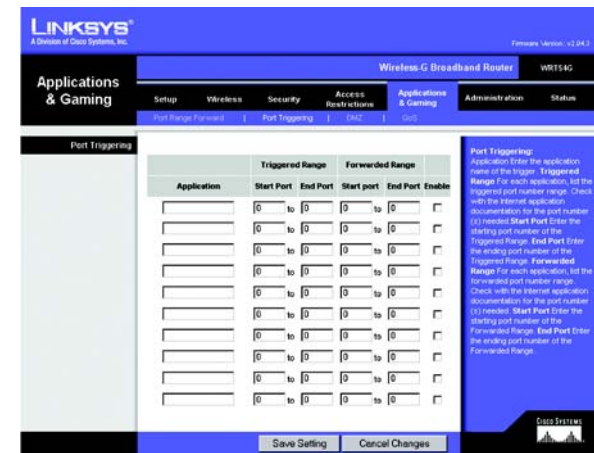 LINKSYS®
A Division of Cisco Systems, Inc.
Firmware Version: v2.04.3
Wireless-G Broadband Router WRT54G
Applications & Gaming
Setup Wireless Security Access Restrictions Applications & Gaming Administration Status
Port Range Forward | Port Triggering | DMZ | QoS
Port Triggering
Triggered Range Forwarded Range
Application Start Port End Port Start port End Port Enable
0 to 0 0 to 0
0 to 0 0 to 0
0 to 0 0 to 0
0 to 0 0 to 0
0 to 0 0 to 0
0 to 0 0 to 0
0 to 0 0 to 0
0 to 0 0 to 0
0 to 0 0 to 0
0 to 0 0 to 0
Port Triggering:
Application Enter the application
name of the trigger. Triggered
Range For each application, list the
triggered port number range. Check
with the Internet application
documentation for the port number
(s) needed. Start Port Enter the
starting port number of the
Triggered Range. End Port Enter
the ending port number of the
Triggered Range. Forwarded
Range For each application, list the
forwarded port number range.
Check with the Internet application
documentation for the port number
(s) needed. Start Port Enter the
starting port number of the
Forwarded Range. End Port Enter
the ending port number of the
Forwarded Range.
Save Setting Cancel Changes
CISCO SYSTEMS